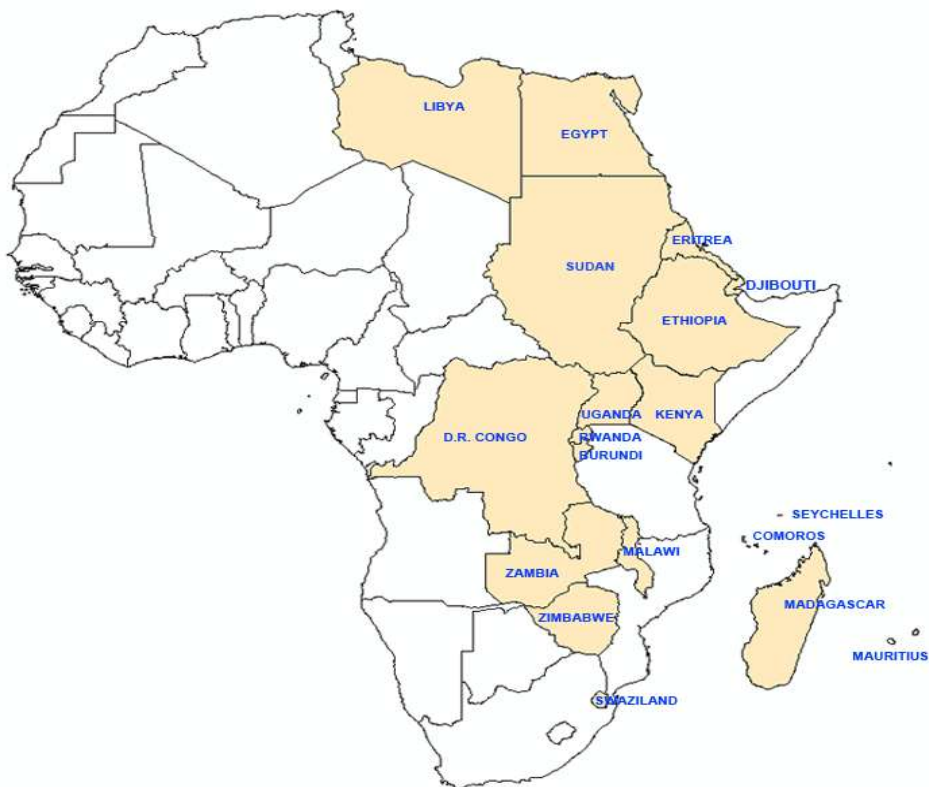 LIBYA
EGYPT
ERITREA
SUDAN
DJIBOUTI
ETHIOPIA
UGANDA
KENYA
D.R. CONGO
RWANDA
BURUNDI
SEYCHELLES
COMOROS
MALAWI
ZAMBIA
MADAGASCAR
ZIMBABWE
MAURITIUS
SWAZILAND